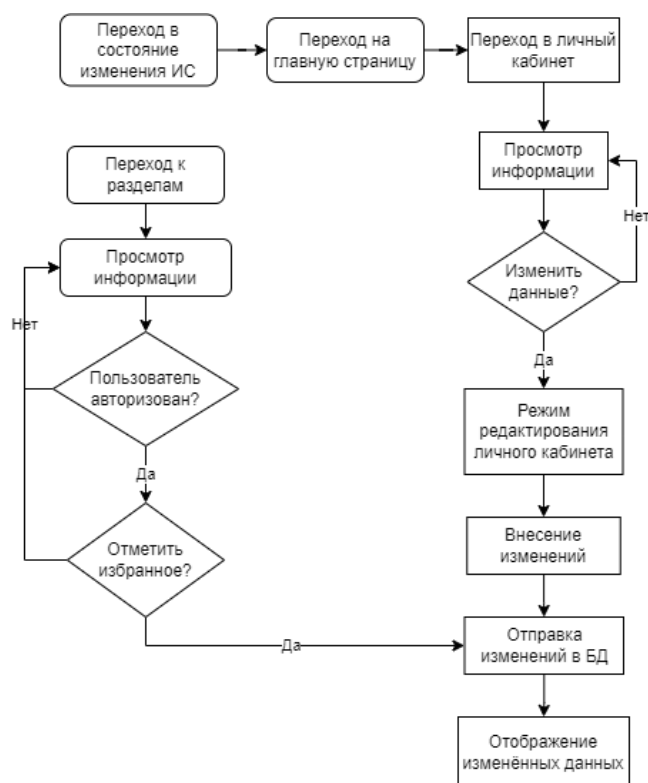 Переход в
состояние
изменения ИС
Переход на
главную страницу
Переход в личный
кабинет
Просмотр
информации
Нет
Изменить
данные?
Да
Режим
редактирования
личного кабинета
Внесение
изменений
Переход к
разделам
Просмотр
информации
Нет
Пользователь
авторизован?
Да
Отметить
избранное?
Да
Отправка
изменений в БД
Отображение
изменённых данных